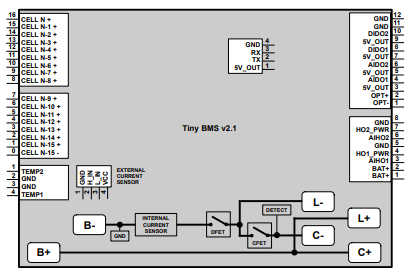 16 CELL N +
15 CELL N-1 +
14 CELL N-2 +
13 CELL N-3 +
12 CELL N-4 +
11 CELL N-5 +
10 CELL N-6 +
9 CELL N-7 +
8 CELL N-8 +
7 CELL N-9 +
6 CELL N-10 +
5 CELL N-11 +
4 CELL N-12 +
3 CELL N-13 +
2 CELL N-14 +
1 CELL N-15 +
0 CELL N-15 -
1 TEMP2
2 GND
3 GND
4 TEMP1
GND 4
RX 3
TX 2
5V_OUT 1
GND 12
GND 11
DIDO2 10
5V_OUT 9
DIDO1 8
5V_OUT 7
AIDO2 6
5V_OUT 5
AIDO1 4
5V_OUT 3
OPT+ 2
OPT- 1
GND 8
HO2_PWR 7
AIHO2 6
GND 5
HO1_PWR 4
AIHO1 3
BAT+ 2
BAT+ 1
Tiny BMS v2.1
GND 1
H_IN 2
L_IN 3
VCC 4
EXTERNAL
CURRENT
SENSOR
B-
GND
INTERNAL
CURRENT
SENSOR
DFET
CFET
DETECT
L-
L+
C-
B+
C+